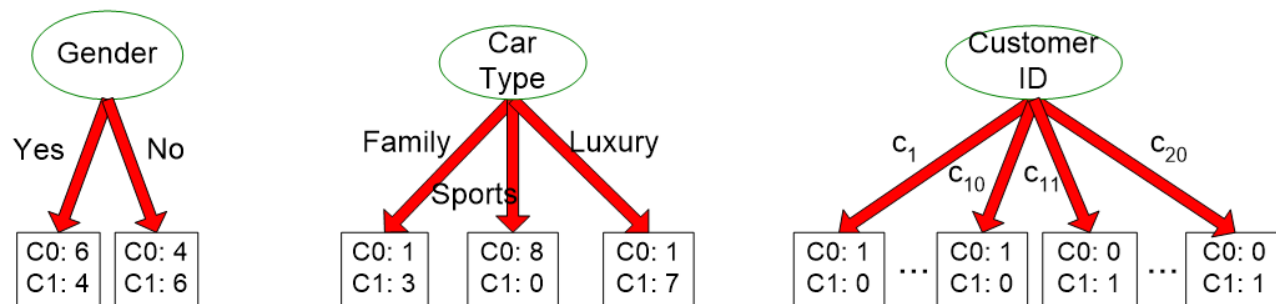 Gender
Yes
No
C0: 6
C1: 4
C0: 4
C1: 6
Car
Type
Family
Sports
Luxury
C0: 1
C1: 3
C0: 8
C1: 0
C0: 1
C1: 7
Customer
ID
c1
c10
c11
c20
C0: 1
C1: 0
...
C0: 1
C1: 0
C0: 0
C1: 1
...
C0: 0
C1: 1